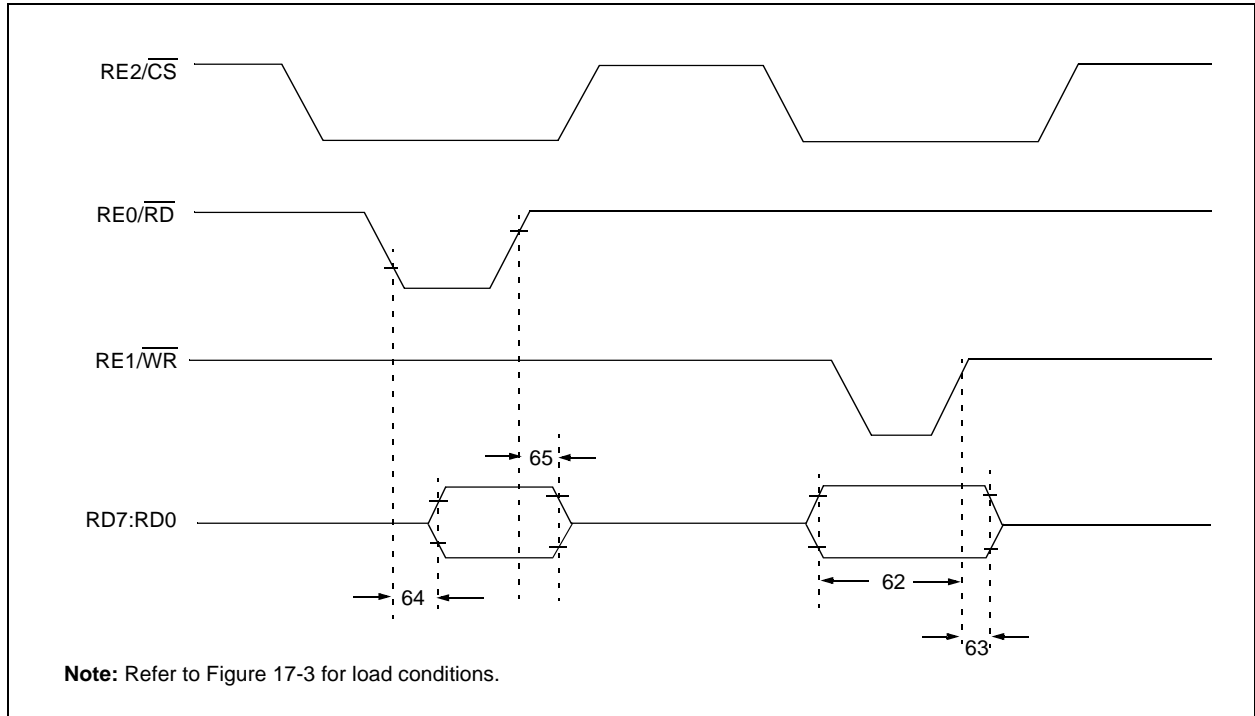 RE2/CS
RE0/RD
RE1/WR
65
RD7:RD0
62
64
63
Note: Refer to Figure 17-3 for load conditions.